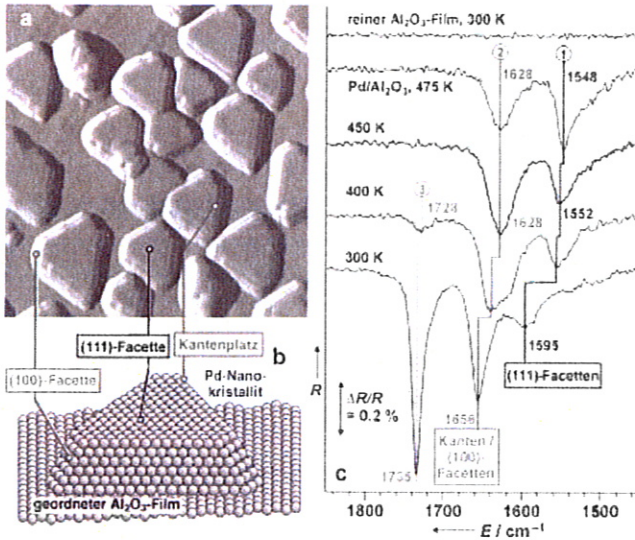 a
(111)-Facette
Kantenplatz
b
(100)-Facette
Pd-Nano-
kristallit
geordneter Al₂O₃-Film
reiner Al₂O₃-Film, 300 K
2
1
1628
1548
Pd/Al₂O₃, 475 K
450 K
3
400 K
1728
1628
1552
300 K
1595
(111)-Facetten
R
ΔR/R
= 0.2 %
1656
Kanten /
(100)-
Facetten
c
1735
1800
1700
1600
1500
E / cm⁻¹